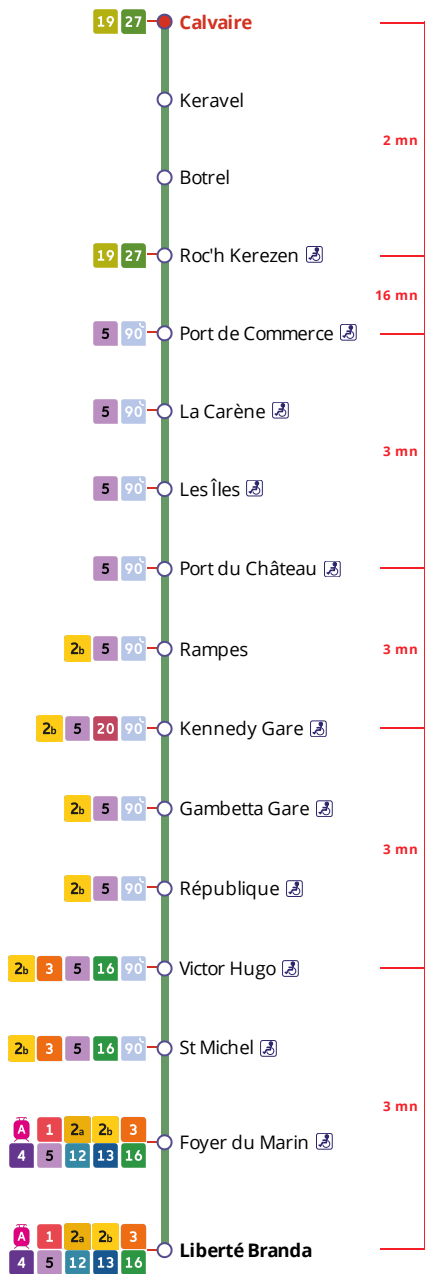 19 27 Calvaire
Keravel
2 mn
Botrel
19 27 Roc'h Kerezen
16 mn
5 90 Port de Commerce
5 90 La Carène
3 mn
5 90 Les Îles
5 90 Port du Château
2b 5 90 Rampes 3 mn
2b 5 20 90 Kennedy Gare
2b 5 90 Gambetta Gare
3 mn
2b 5 90 République
2b 3 5 16 90 Victor Hugo
2b 3 5 16 90 St Michel
3 mn
A 1 2a 2b 3
4 5 12 13 16
Foyer du Marin
A 1 2a 2b 3
4 5 12 13 16
Liberté Branda